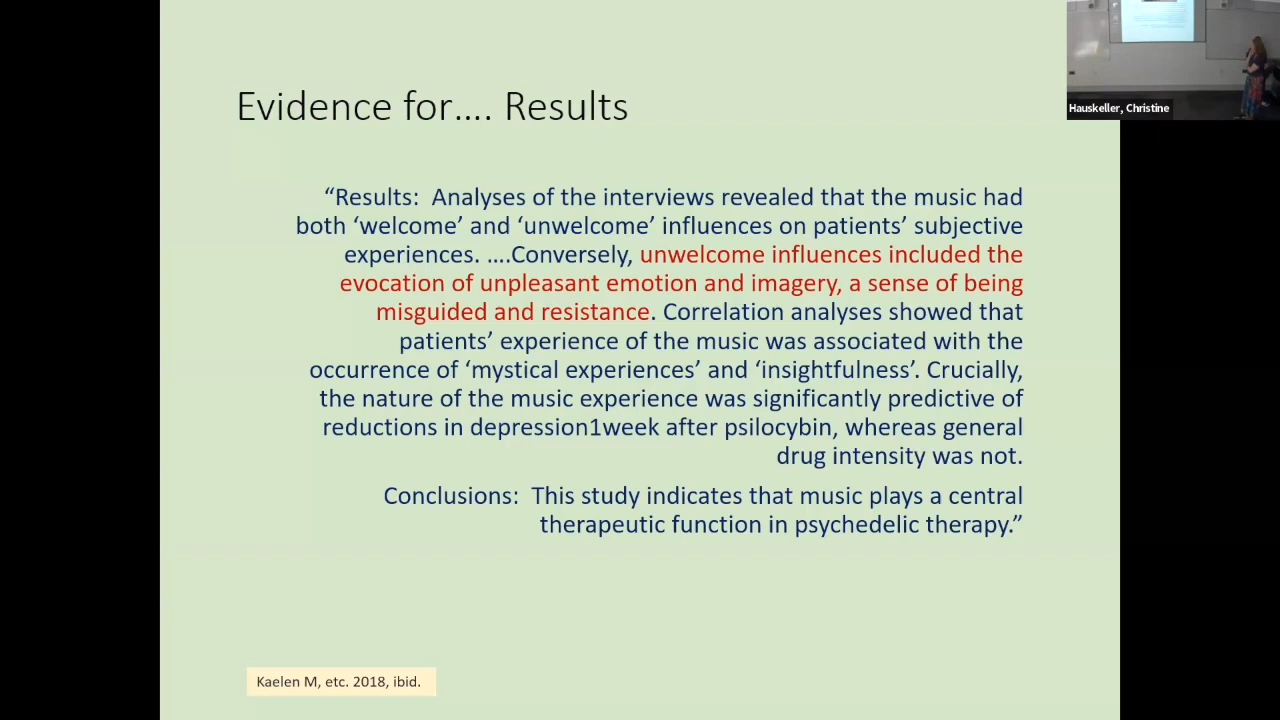 Hauskeller, Christine
Evidence for.... Results
“Results:  Analyses of the interviews revealed that the music had
both ‘welcome’ and ‘unwelcome’ influences on patients’ subjective
experiences. ....Conversely, unwelcome influences included the
evocation of unpleasant emotion and imagery, a sense of being
misguided and resistance. Correlation analyses showed that
patients’ experience of the music was associated with the
occurrence of ‘mystical experiences’ and ‘insightfulness’. Crucially,
the nature of the music experience was significantly predictive of
reductions in depression1week after psilocybin, whereas general
drug intensity was not.
Conclusions:  This study indicates that music plays a central
therapeutic function in psychedelic therapy.”
Kaelen M, etc. 2018, ibid.